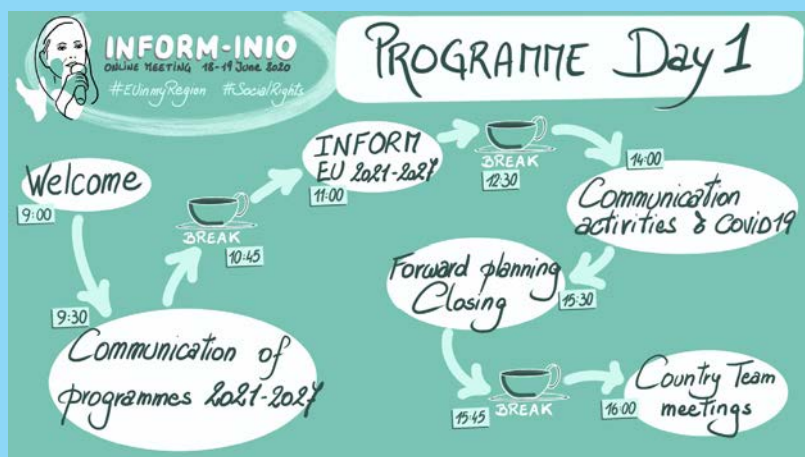 INFORM-INIO
ONLINE MEETING 18-19 June 2020
#EUinmyRegion #SocialRights
PROGRAMME Day 1
Welcome
9:00
9:30
Communication of
programmes 2021-2027
BREAK
10:45
INFORM
EU 2021-2027
11:00
BREAK
12:30
14:00
Communication
activities & COVID19
Forward planning
Closing
15:30
15:45
BREAK
16:00
Country Team
meetings